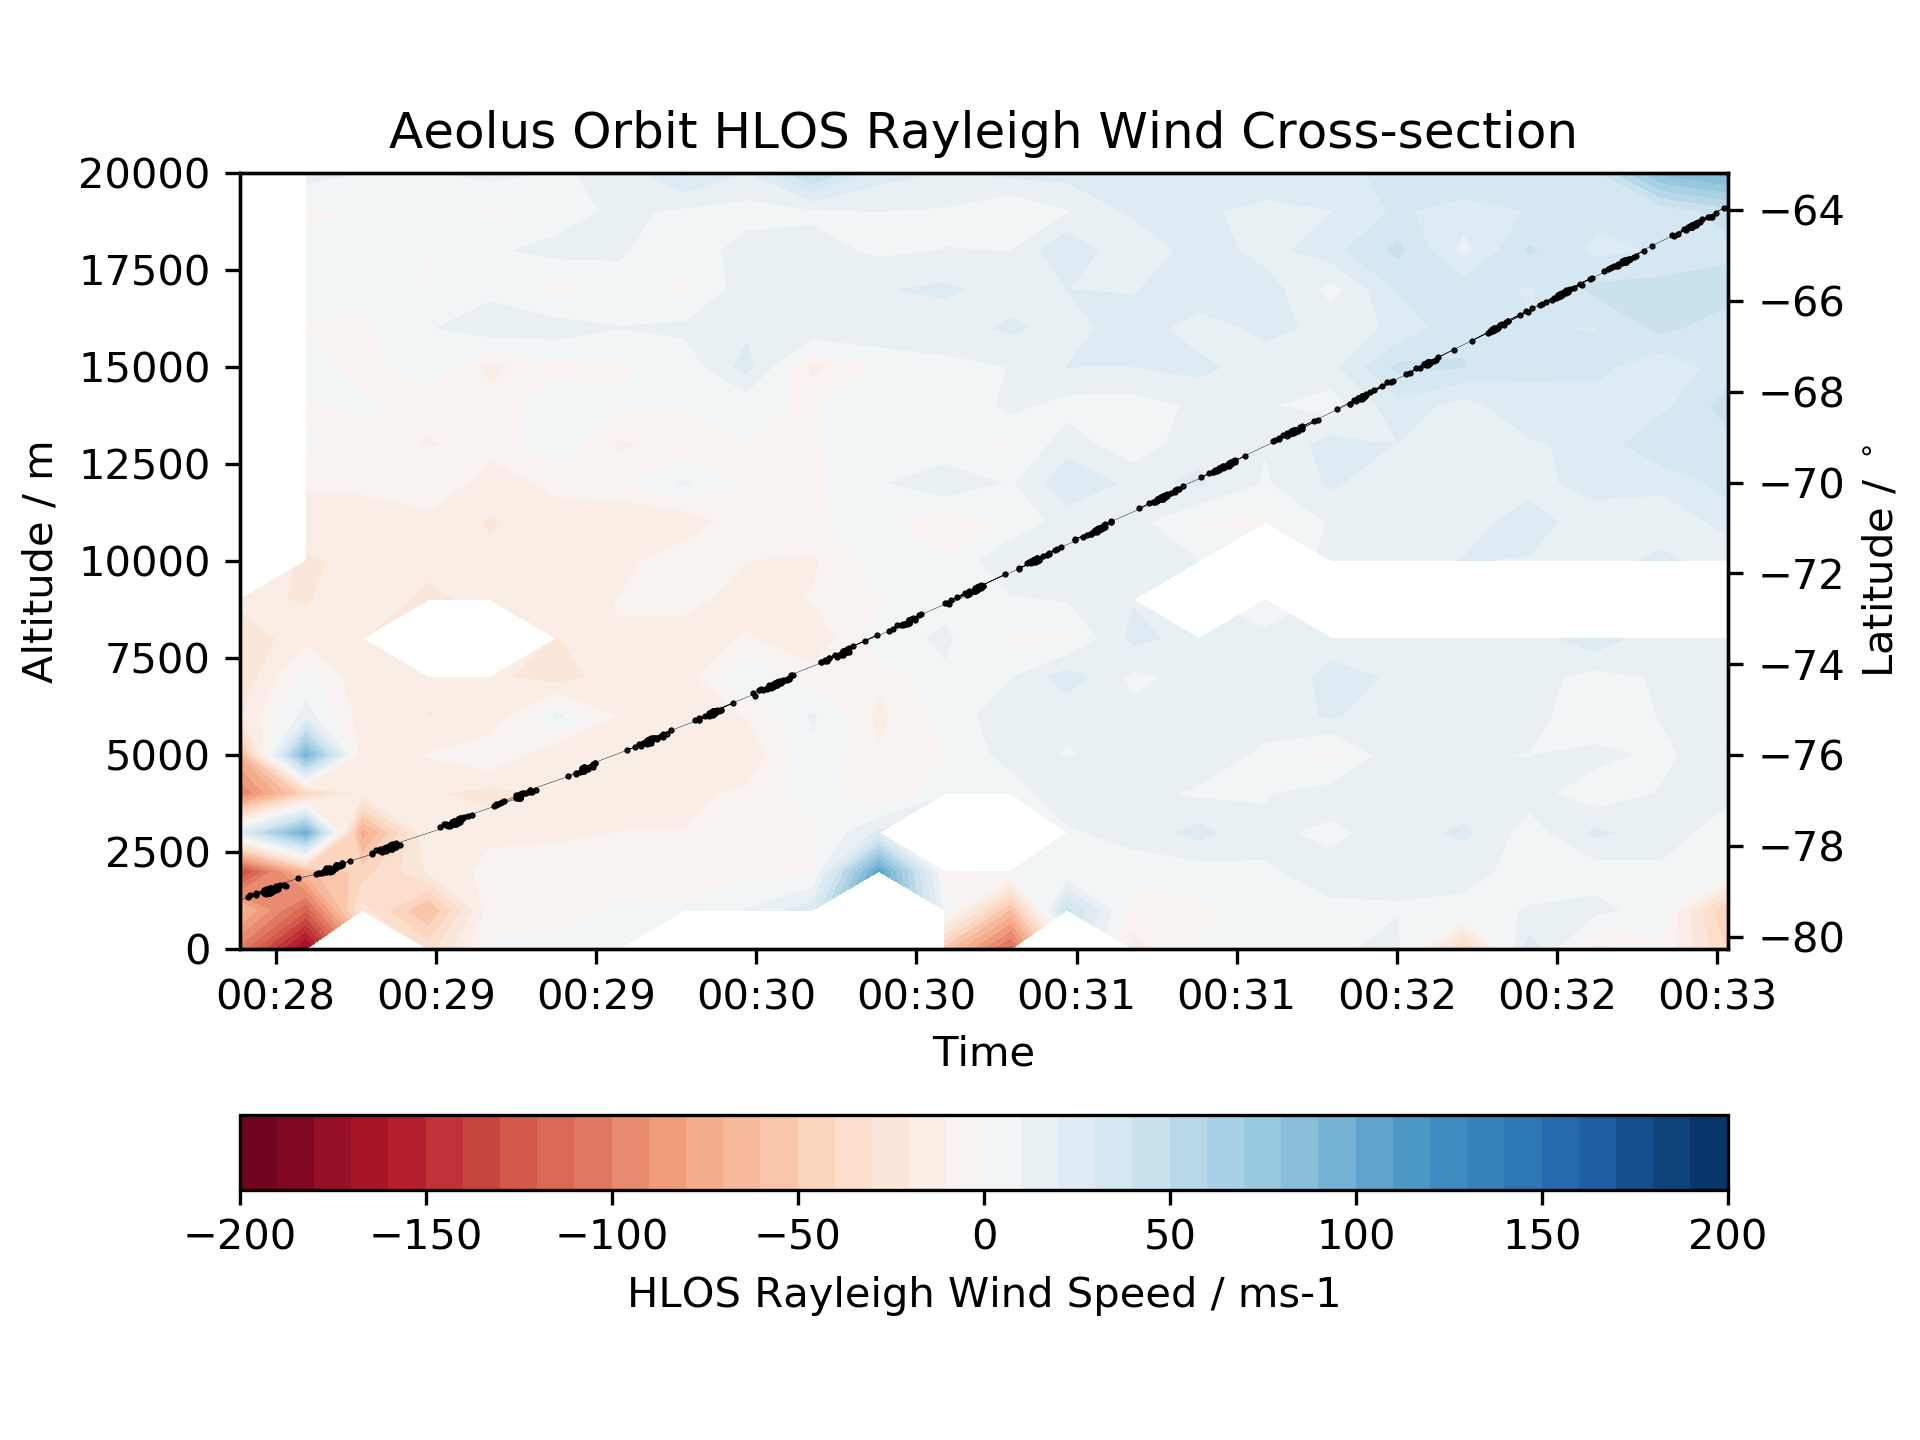 Aeolus Orbit HLOS Rayleigh Wind Cross-section
20000
17500
15000
12500
10000
7500
5000
2500
0
Altitude / m
−64
−66
−68
−70
−72
−74
−76
−78
−80
Latitude / °
00:28 00:29 00:29 00:30 00:30 00:31 00:31 00:32 00:32 00:33
Time
−200 −150 −100 −50 0 50 100 150 200
HLOS Rayleigh Wind Speed / ms-1